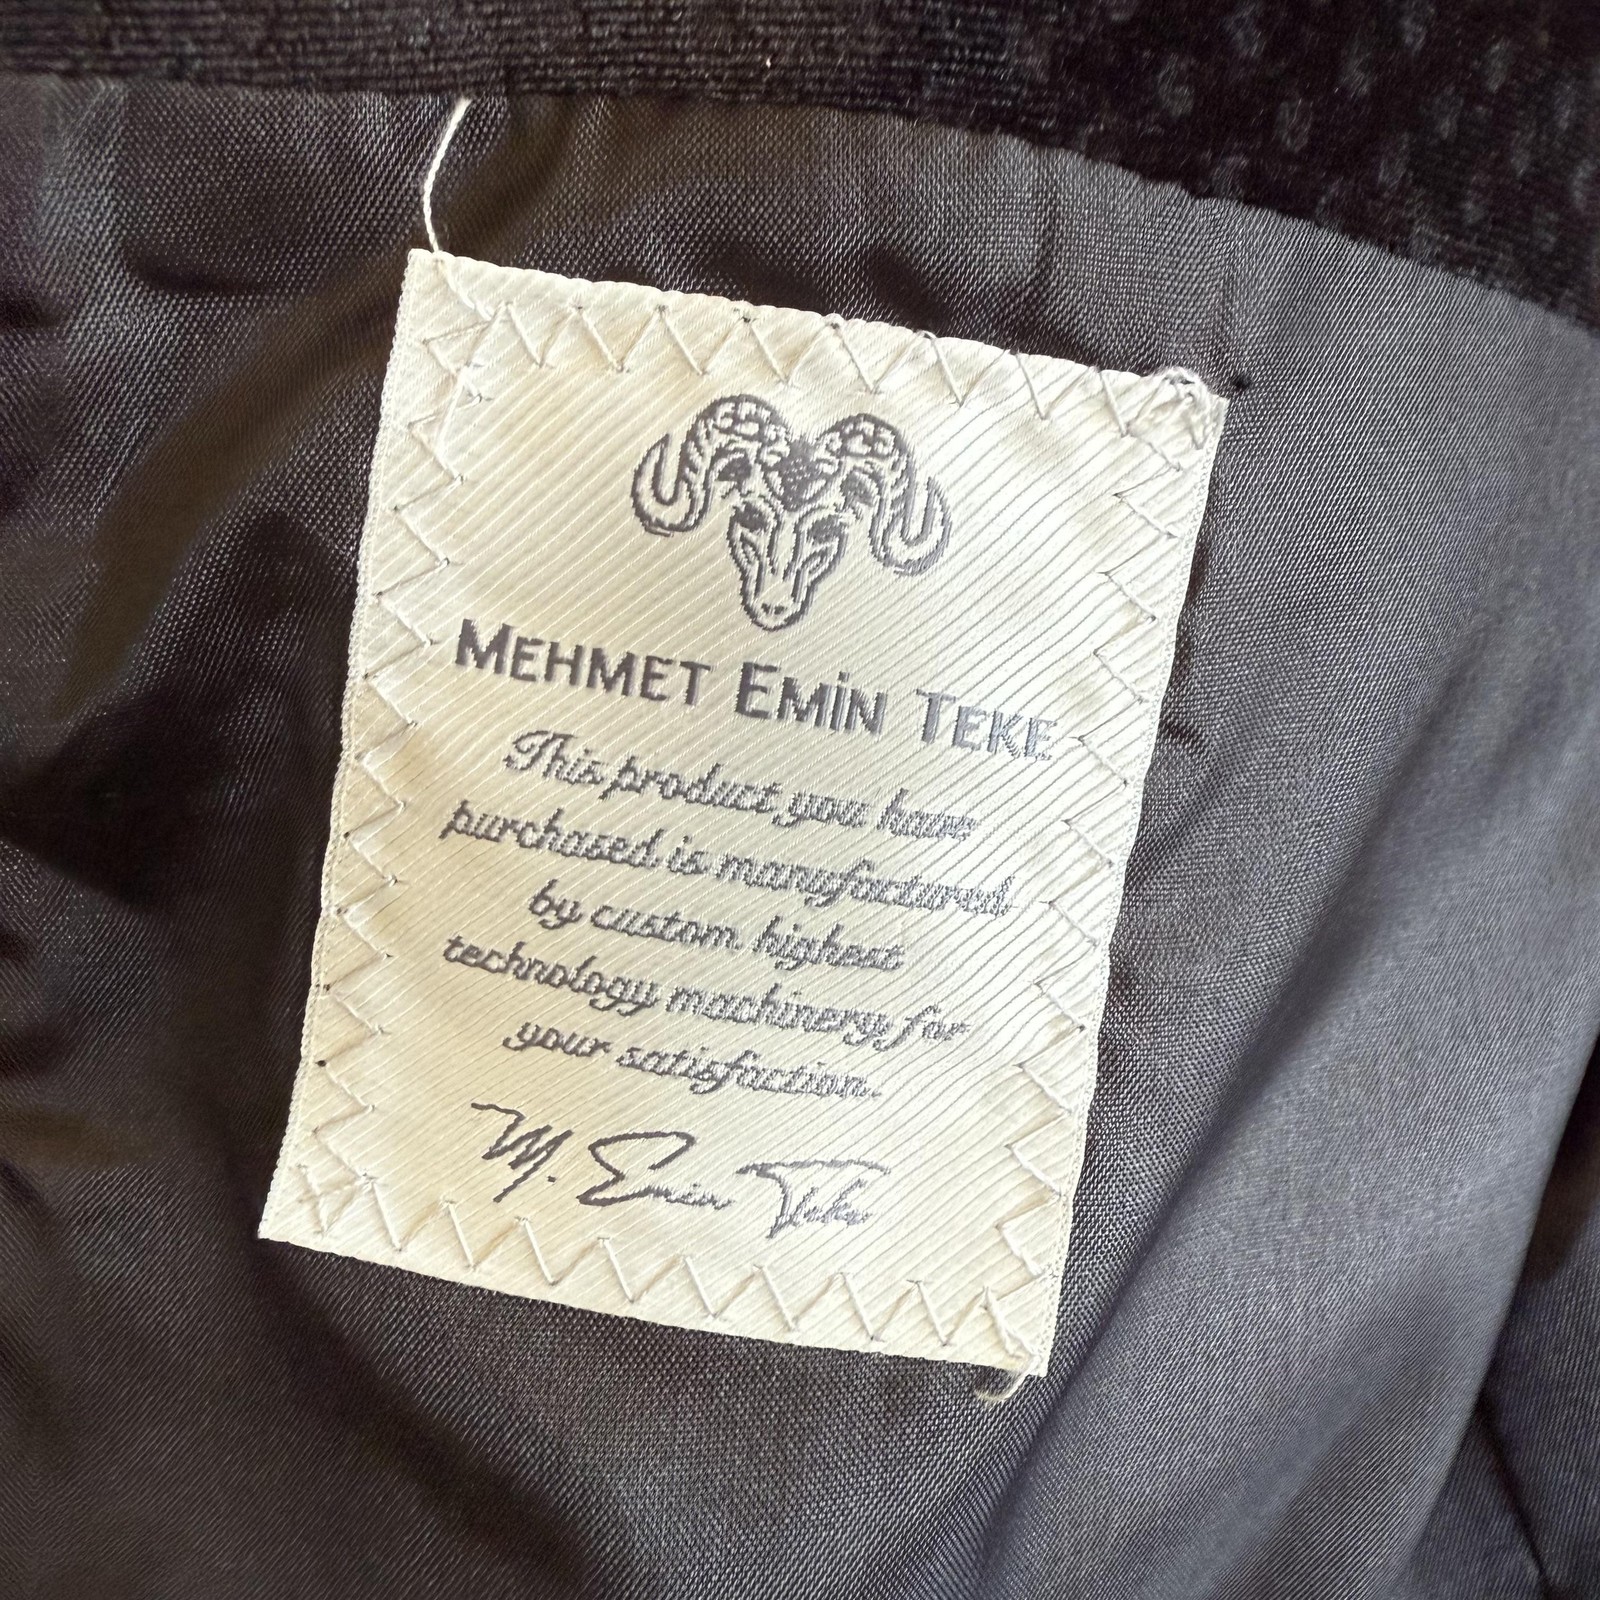 MEHMET EMİN TEKE
This product you have
purchased is manufactured
by custom highest
technology machinery for
your satisfaction.
M. Emin Teke